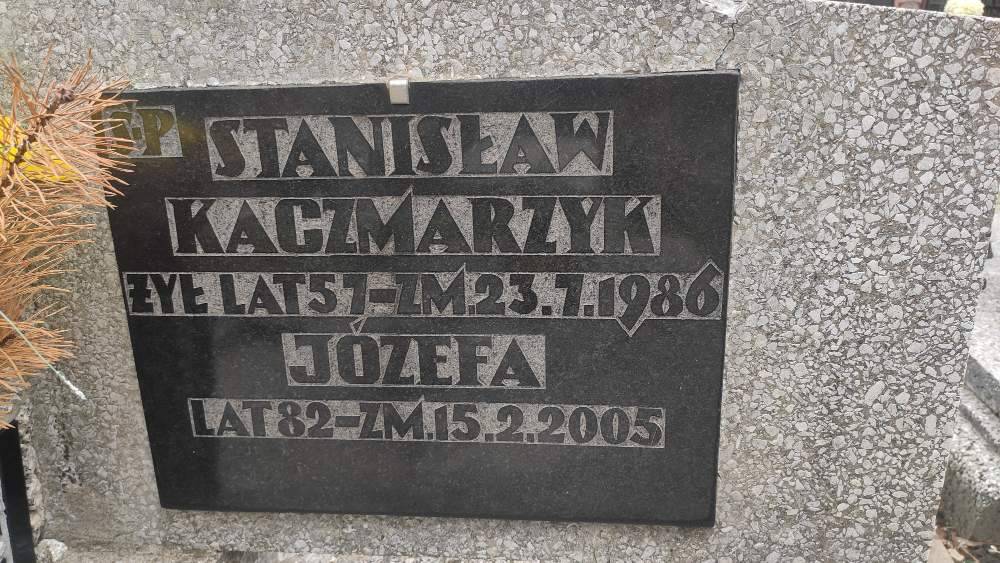 Ś.P. STANISŁAW
KACZMARZYK
ŻYŁ LAT 57-ZM.23.7.1986
JÓZEFA
LAT 82-ZM.15.2.2005